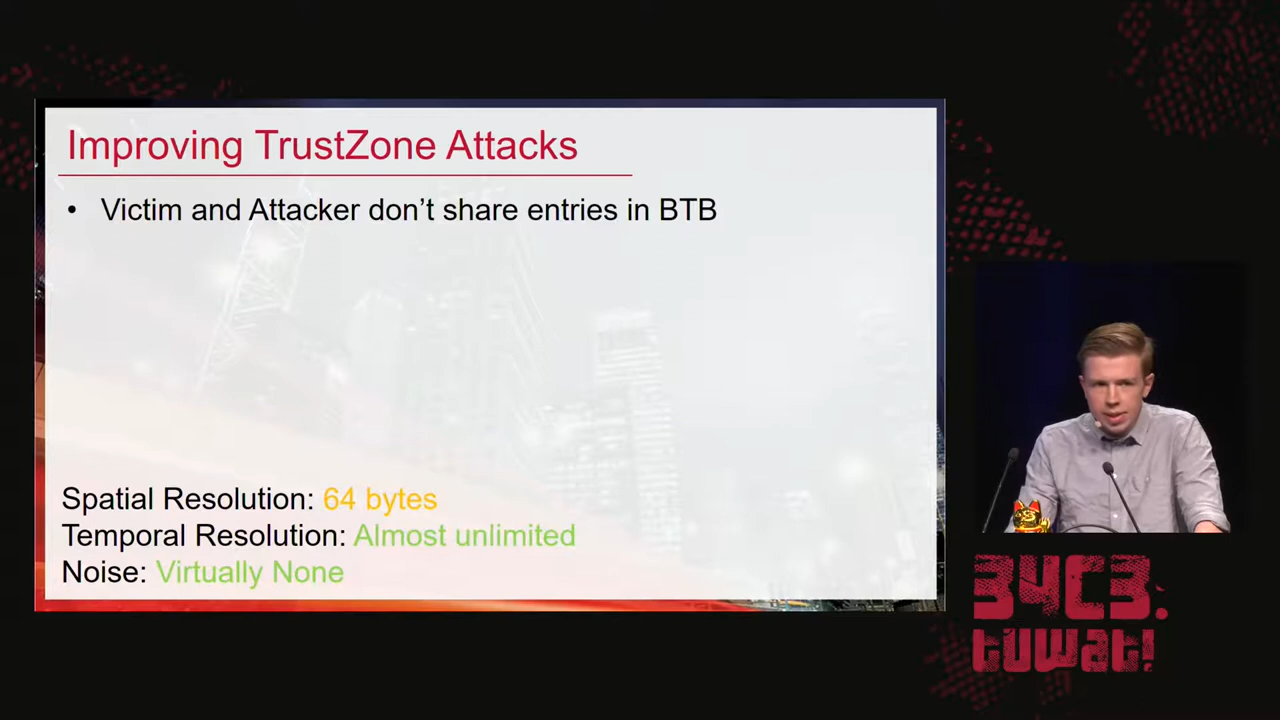 Improving TrustZone Attacks
• Victim and Attacker don’t share entries in BTB
Spatial Resolution: 64 bytes
Temporal Resolution: Almost unlimited
Noise: Virtually None
34C3.
tuwat!